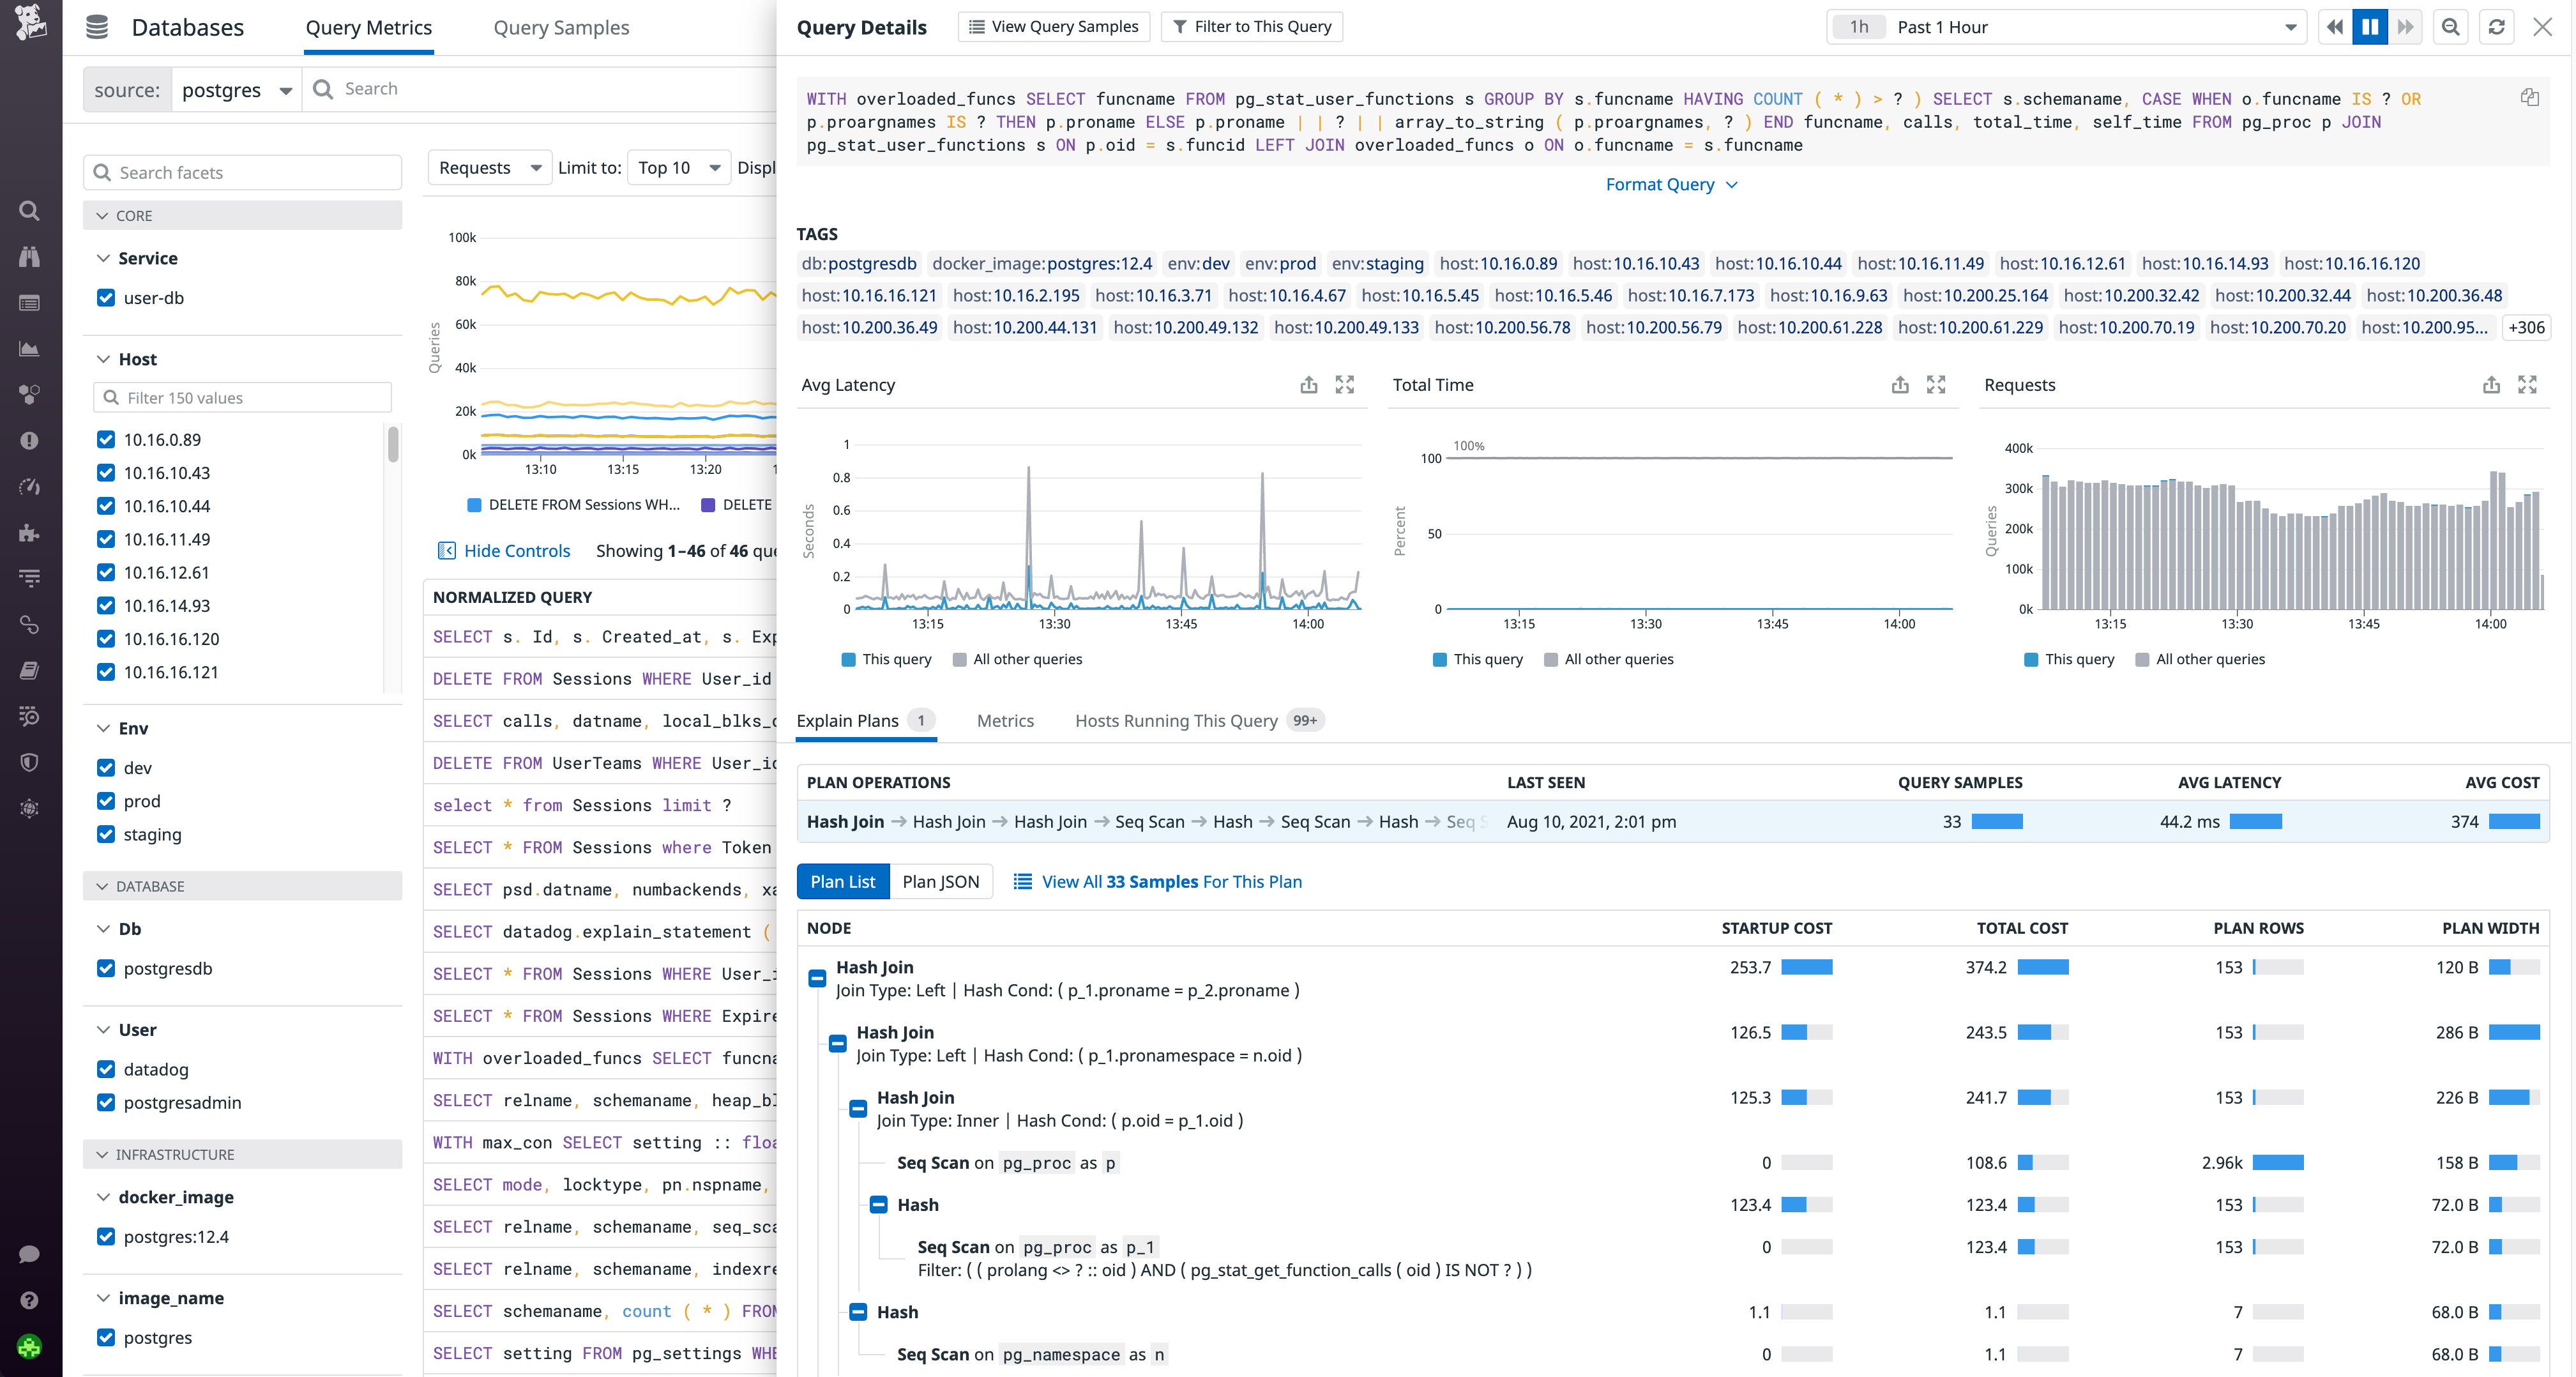 Databases
Query Metrics
Query Samples
source: postgres
Search
Search facets
CORE
Service
user-db
Host
Filter 150 values
10.16.0.89
10.16.10.43
10.16.10.44
10.16.11.49
10.16.12.61
10.16.14.93
10.16.16.120
10.16.16.121
Env
dev
prod
staging
DATABASE
Db
postgresdb
User
datadog
postgresadmin
INFRASTRUCTURE
docker_image
postgres:12.4
image_name
postgres
Requests Limit to: Top 10 Displ
100k
80k
60k
40k
20k
0k
Queries
13:10 13:15 13:20 1
DELETE FROM Sessions WH... DELETE
Hide Controls Showing 1–46 of 46 que
NORMALIZED QUERY
SELECT s. Id, s. Created_at, s. Exp
DELETE FROM Sessions WHERE User_id
SELECT calls, datname, local_blks_d
DELETE FROM UserTeams WHERE User_id
select * from Sessions limit ?
SELECT * FROM Sessions where Token
SELECT psd.datname, numbackends, xa
SELECT datadog.explain_statement (
SELECT * FROM Sessions WHERE User_i
SELECT * FROM Sessions WHERE Expire
WITH overloaded_funcs SELECT funcna
SELECT relname, schemaname, heap_bl
WITH max_con SELECT setting :: floa
SELECT mode, locktype, pn.nspname,
SELECT relname, schemaname, seq_sca
SELECT relname, schemaname, indexre
SELECT schemaname, count ( * ) FROM
SELECT setting FROM pg_settings WHE
Query Details
View Query Samples
Filter to This Query
1h Past 1 Hour
WITH overloaded_funcs SELECT funcname FROM pg_stat_user_functions s GROUP BY s.funcname HAVING COUNT ( * ) > ? ) SELECT s.schemaname, CASE WHEN o.funcname IS ? OR
p.proargnames IS ? THEN p.proname ELSE p.proname | | ? | | array_to_string ( p.proargnames, ? ) END funcname, calls, total_time, self_time FROM pg_proc p JOIN
pg_stat_user_functions s ON p.oid = s.funcid LEFT JOIN overloaded_funcs o ON o.funcname = s.funcname
Format Query
TAGS
db:postgresdb docker_image:postgres:12.4 env:dev env:prod env:staging host:10.16.0.89 host:10.16.10.43 host:10.16.10.44 host:10.16.11.49 host:10.16.12.61 host:10.16.14.93 host:10.16.16.120
host:10.16.16.121 host:10.16.2.195 host:10.16.3.71 host:10.16.4.67 host:10.16.5.45 host:10.16.5.46 host:10.16.7.173 host:10.16.9.63 host:10.200.25.164 host:10.200.32.42 host:10.200.32.44 host:10.200.36.48
host:10.200.36.49 host:10.200.44.131 host:10.200.49.132 host:10.200.49.133 host:10.200.56.78 host:10.200.56.79 host:10.200.61.228 host:10.200.61.229 host:10.200.70.19 host:10.200.70.20 host:10.200.95... +306
Avg Latency
1
0.8
0.6
0.4
0.2
0
Seconds
13:15 13:30 13:45 14:00
This query All other queries
Total Time
100%
100
50
0
Percent
13:15 13:30 13:45 14:00
This query All other queries
Requests
400k
300k
200k
100k
0k
Queries
13:15 13:30 13:45 14:00
This query All other queries
Explain Plans 1
Metrics
Hosts Running This Query 99+
PLAN OPERATIONS LAST SEEN QUERY SAMPLES AVG LATENCY AVG COST
Hash Join → Hash Join → Hash Join → Seq Scan → Hash → Seq Scan → Hash → Seq S Aug 10, 2021, 2:01 pm 33 44.2 ms 374
Plan List Plan JSON View All 33 Samples For This Plan
NODE STARTUP COST TOTAL COST PLAN ROWS PLAN WIDTH
Hash Join 253.7 374.2 153 120 B
Join Type: Left | Hash Cond: ( p_1.proname = p_2.proname )
Hash Join 126.5 243.5 153 286 B
Join Type: Left | Hash Cond: ( p_1.pronamespace = n.oid )
Hash Join 125.3 241.7 153 226 B
Join Type: Inner | Hash Cond: ( p.oid = p_1.oid )
Seq Scan on pg_proc as p 0 108.6 2.96k 158 B
Hash 123.4 123.4 153 72.0 B
Seq Scan on pg_proc as p_1 0 123.4 153 72.0 B
Filter: ( ( prolang <> ? :: oid ) AND ( pg_stat_get_function_calls ( oid ) IS NOT ? ) )
Hash 1.1 1.1 7 68.0 B
Seq Scan on pg_namespace as n 0 1.1 7 68.0 B